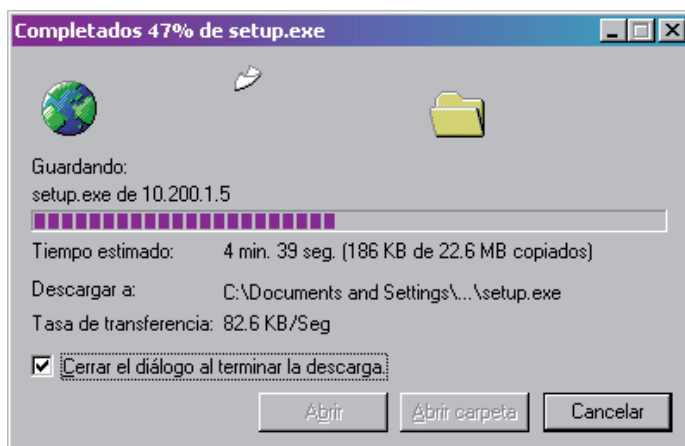 Completados 47% de setup.exe
Guardando:
setup.exe de 10.200.1.5
Tiempo estimado: 4 min. 39 seg. (186 KB de 22.6 MB copiados)
Descargar a: C:\Documents and Settings\...\setup.exe
Tasa de transferencia: 82.6 KB/Seg
Cerrar el diálogo al terminar la descarga.
Abrir Abrir carpeta Cancelar